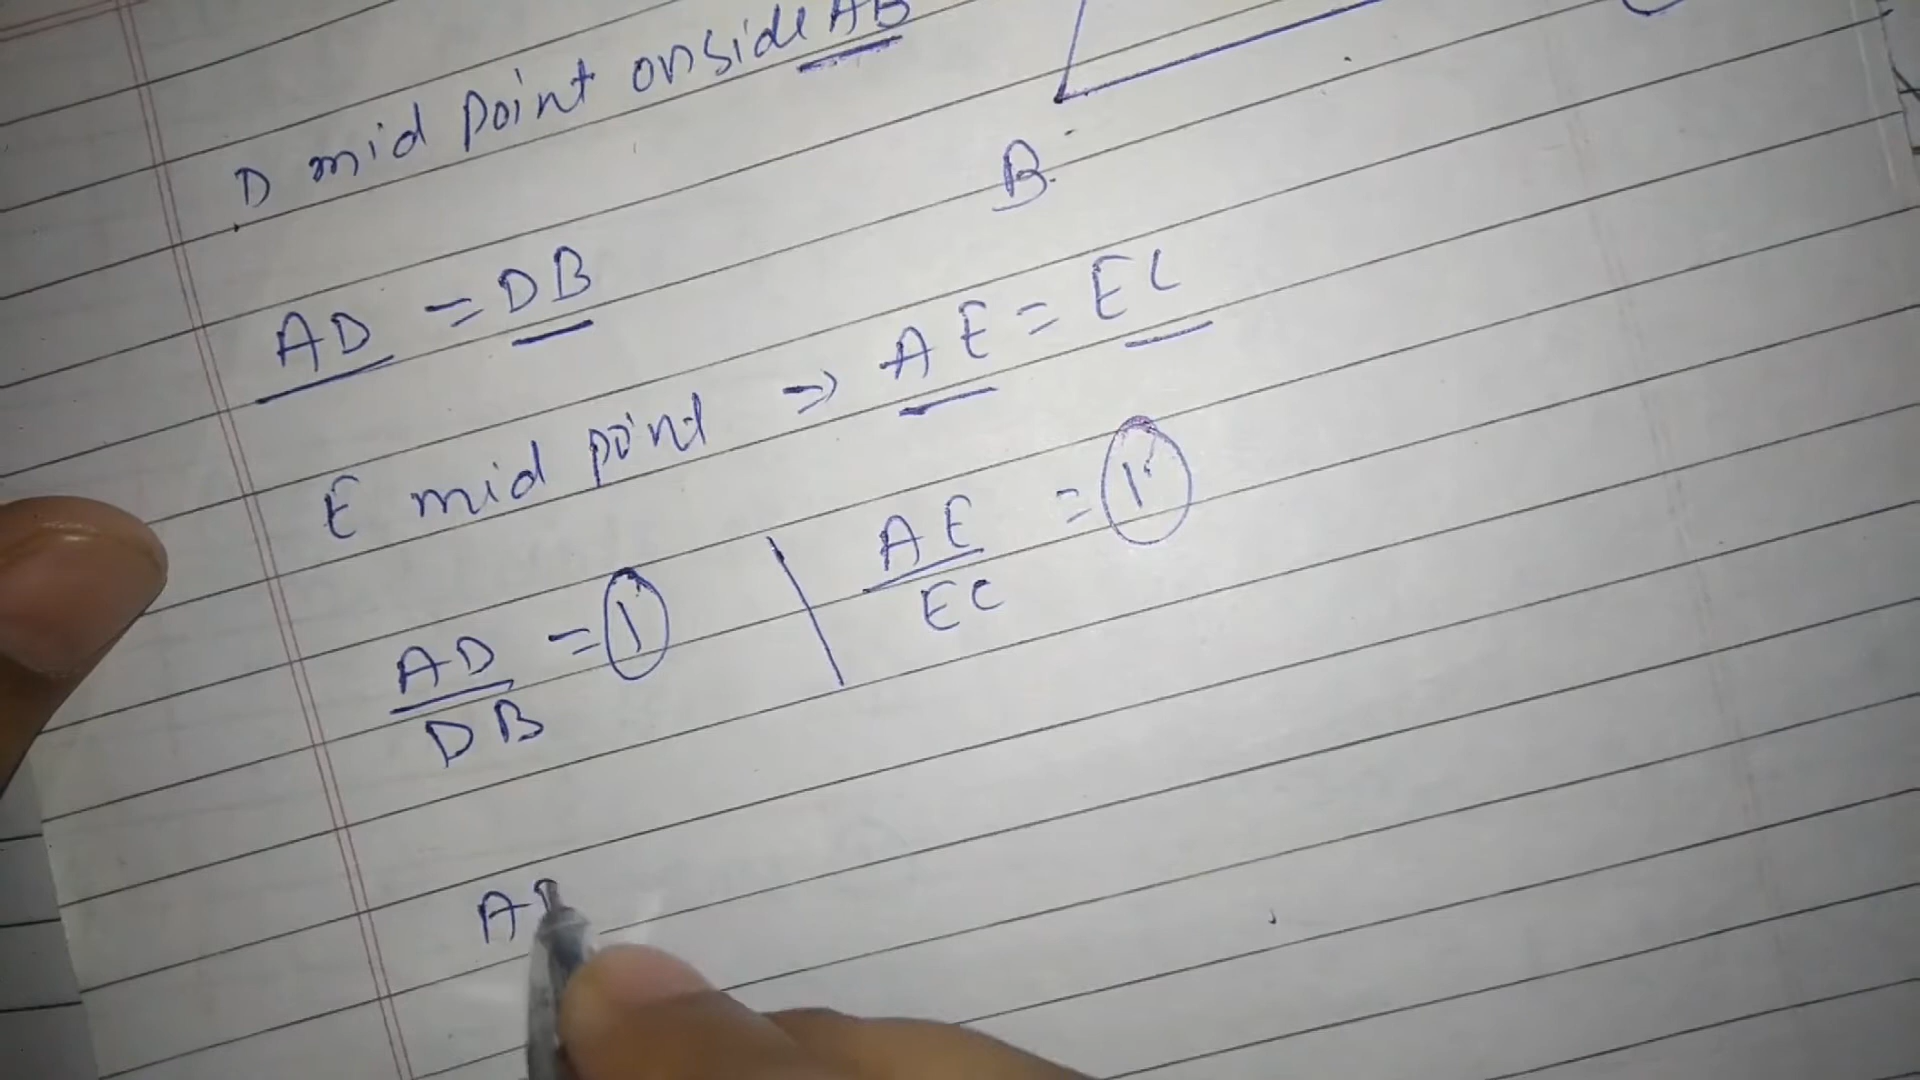 D mid point on side AB
B
AD = DB
E mid point ⇒ AE = EC
AD/DB = 1 | AE/EC = 1
A